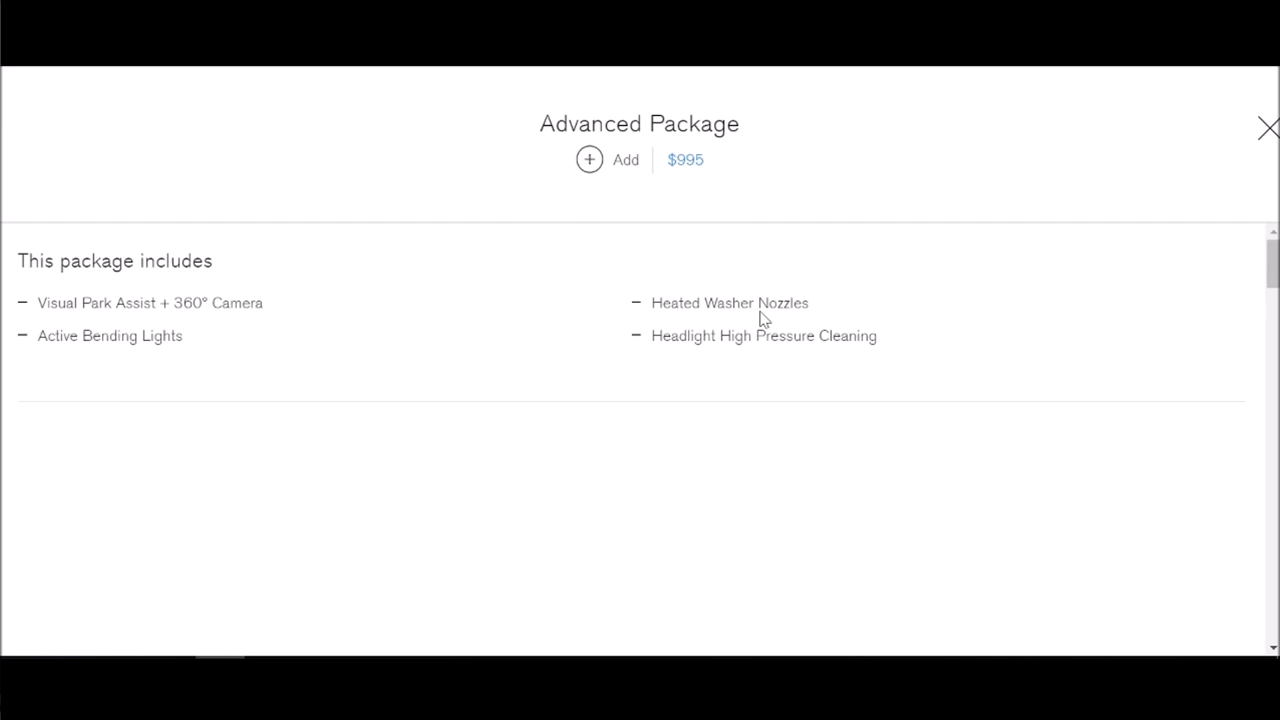 Advanced Package
Add $995
This package includes
– Visual Park Assist + 360° Camera
– Heated Washer Nozzles
– Active Bending Lights
– Headlight High Pressure Cleaning